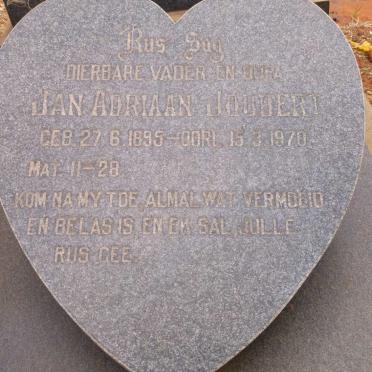 Rus Sag
DIERBARE VADER EN OUPA
JAN ADRIAAN JOUBERT
GEB. 27.6.1895 – OORL. 15.3.1970.
MAT. 11-28
KOM NA MY TOE, ALMAL WAT VERMOEID
EN BELAS IS EN EK SAL JULLE
RUS GEE.